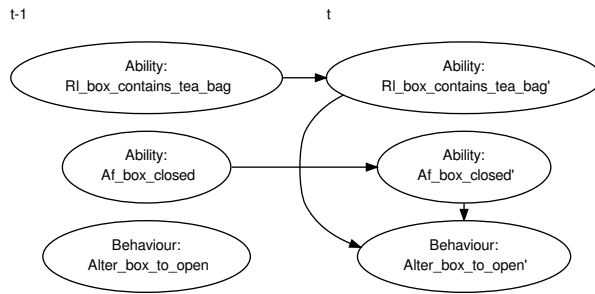 t-1
t
Ability:
Rl_box_contains_tea_bag
Ability:
Rl_box_contains_tea_bag'
Ability:
Af_box_closed
Ability:
Af_box_closed'
Behaviour:
Alter_box_to_open
Behaviour:
Alter_box_to_open'